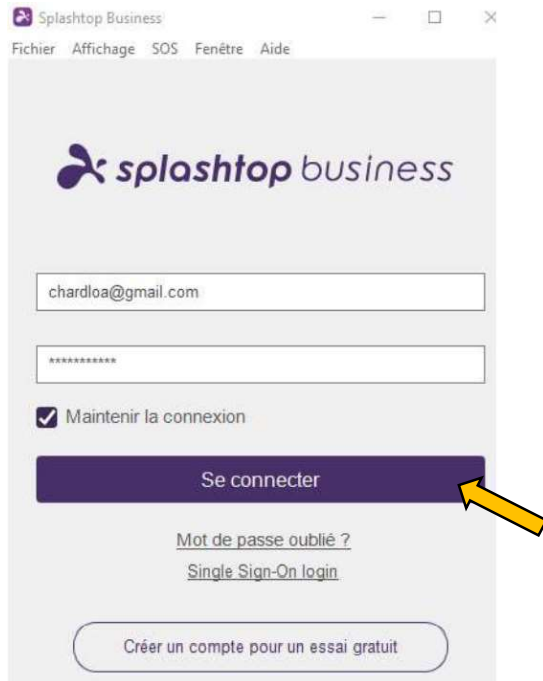 Splashtop Business
Fichier Affichage SOS Fenêtre Aide
splashtop business
chardloa@gmail.com
***********
Maintenir la connexion
Se connecter
Mot de passe oublié ?
Single Sign-On login
Créer un compte pour un essai gratuit